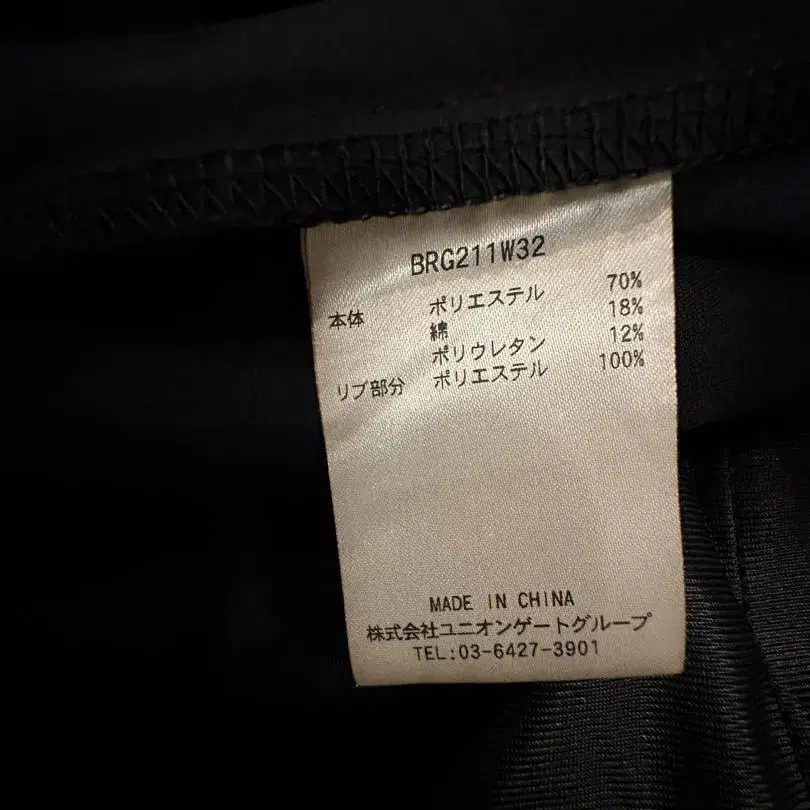 BRG211W32
本体 ポリエステル 70%
綿 18%
ポリウレタン 12%
リブ部分 ポリエステル 100%
MADE IN CHINA
株式会社ユニオンゲートグループ
TEL:03-6427-3901